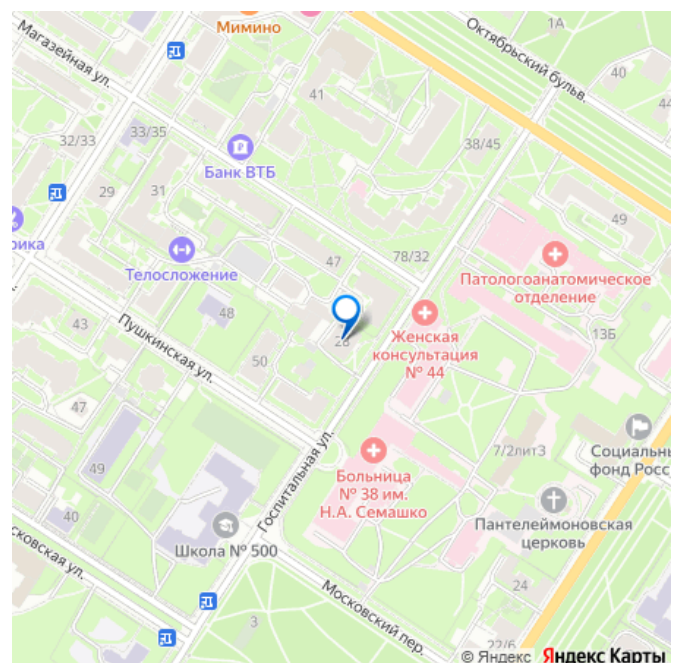 Мимино
1А
Октябрьский бульв.
Магазейная ул.
40
44
41
32/33
33/35
38/45
Банк ВТБ
29
31
49
рика
Телосложение
47
78/32
Патологоанатомическое
отделение
48
43
Пушкинская ул.
28
Женская
консультация
№ 44
13Б
50
47
49
7/2лит3
Социальн
фонд Росс
Госпитальная ул.
Больница
№ 38 им.
Н.А. Семашко
40
Школа № 500
Пантелеймоновская
церковь
сковская ул.
24
Московский пер.
3
22/6
© Яндекс Яндекс Карты